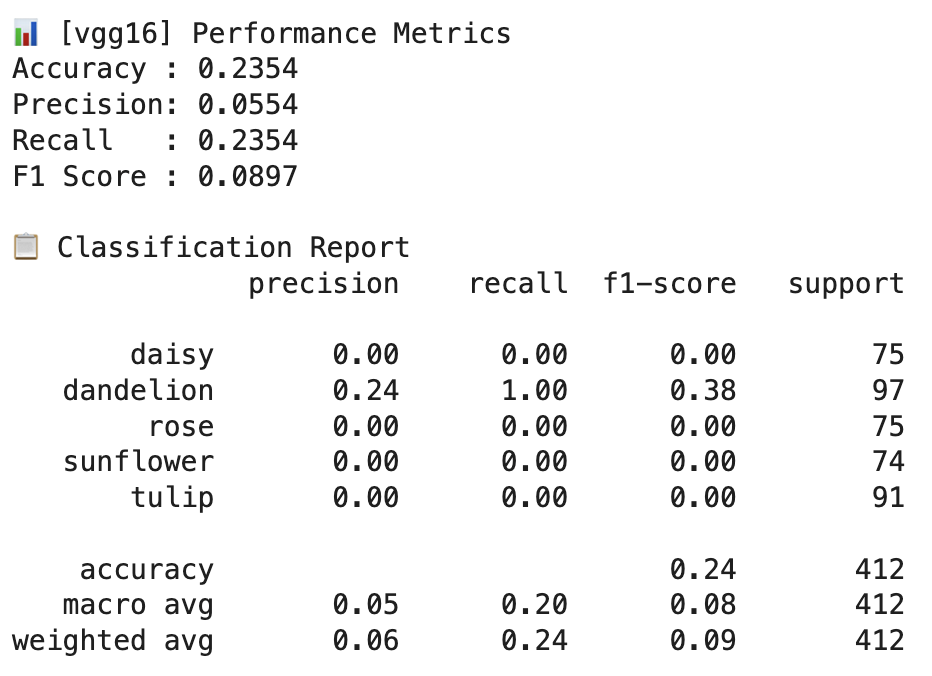 📊 [vgg16] Performance Metrics
Accuracy : 0.2354
Precision: 0.0554
Recall   : 0.2354
F1 Score : 0.0897

📋 Classification Report
              precision    recall  f1-score   support

       daisy       0.00      0.00      0.00        75
   dandelion       0.24      1.00      0.38        97
        rose       0.00      0.00      0.00        75
   sunflower       0.00      0.00      0.00        74
       tulip       0.00      0.00      0.00        91

    accuracy                           0.24       412
   macro avg       0.05      0.20      0.08       412
weighted avg       0.06      0.24      0.09       412